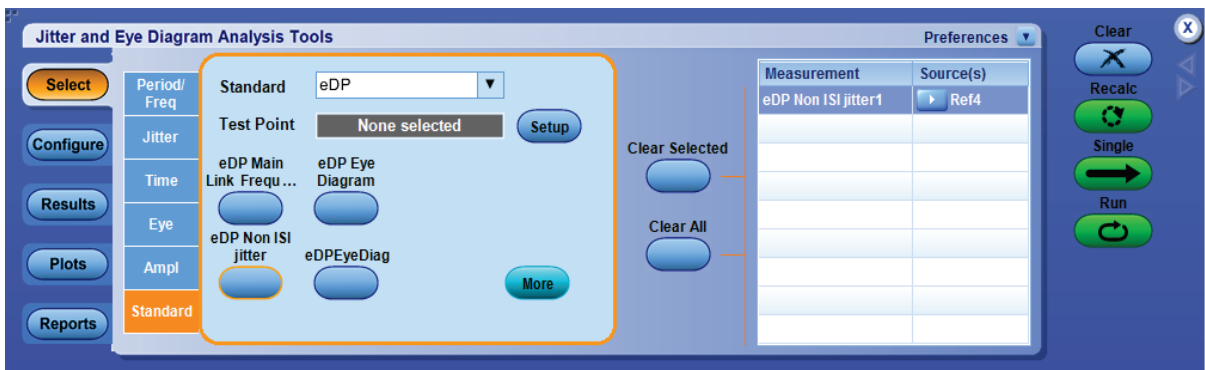 Jitter and Eye Diagram Analysis Tools
Preferences
Clear
X
Select
Configure
Results
Plots
Reports
Period/
Freq
Jitter
Time
Eye
Ampl
Standard
Standard
eDP
Test Point
None selected
Setup
eDP Main
Link Frequ...
eDP Eye
Diagram
eDP Non ISI
jitter
eDPEyeDiag
More
Clear Selected
Clear All
Measurement Source(s)
eDP Non ISI jitter1 Ref4
Recalc
Single
Run